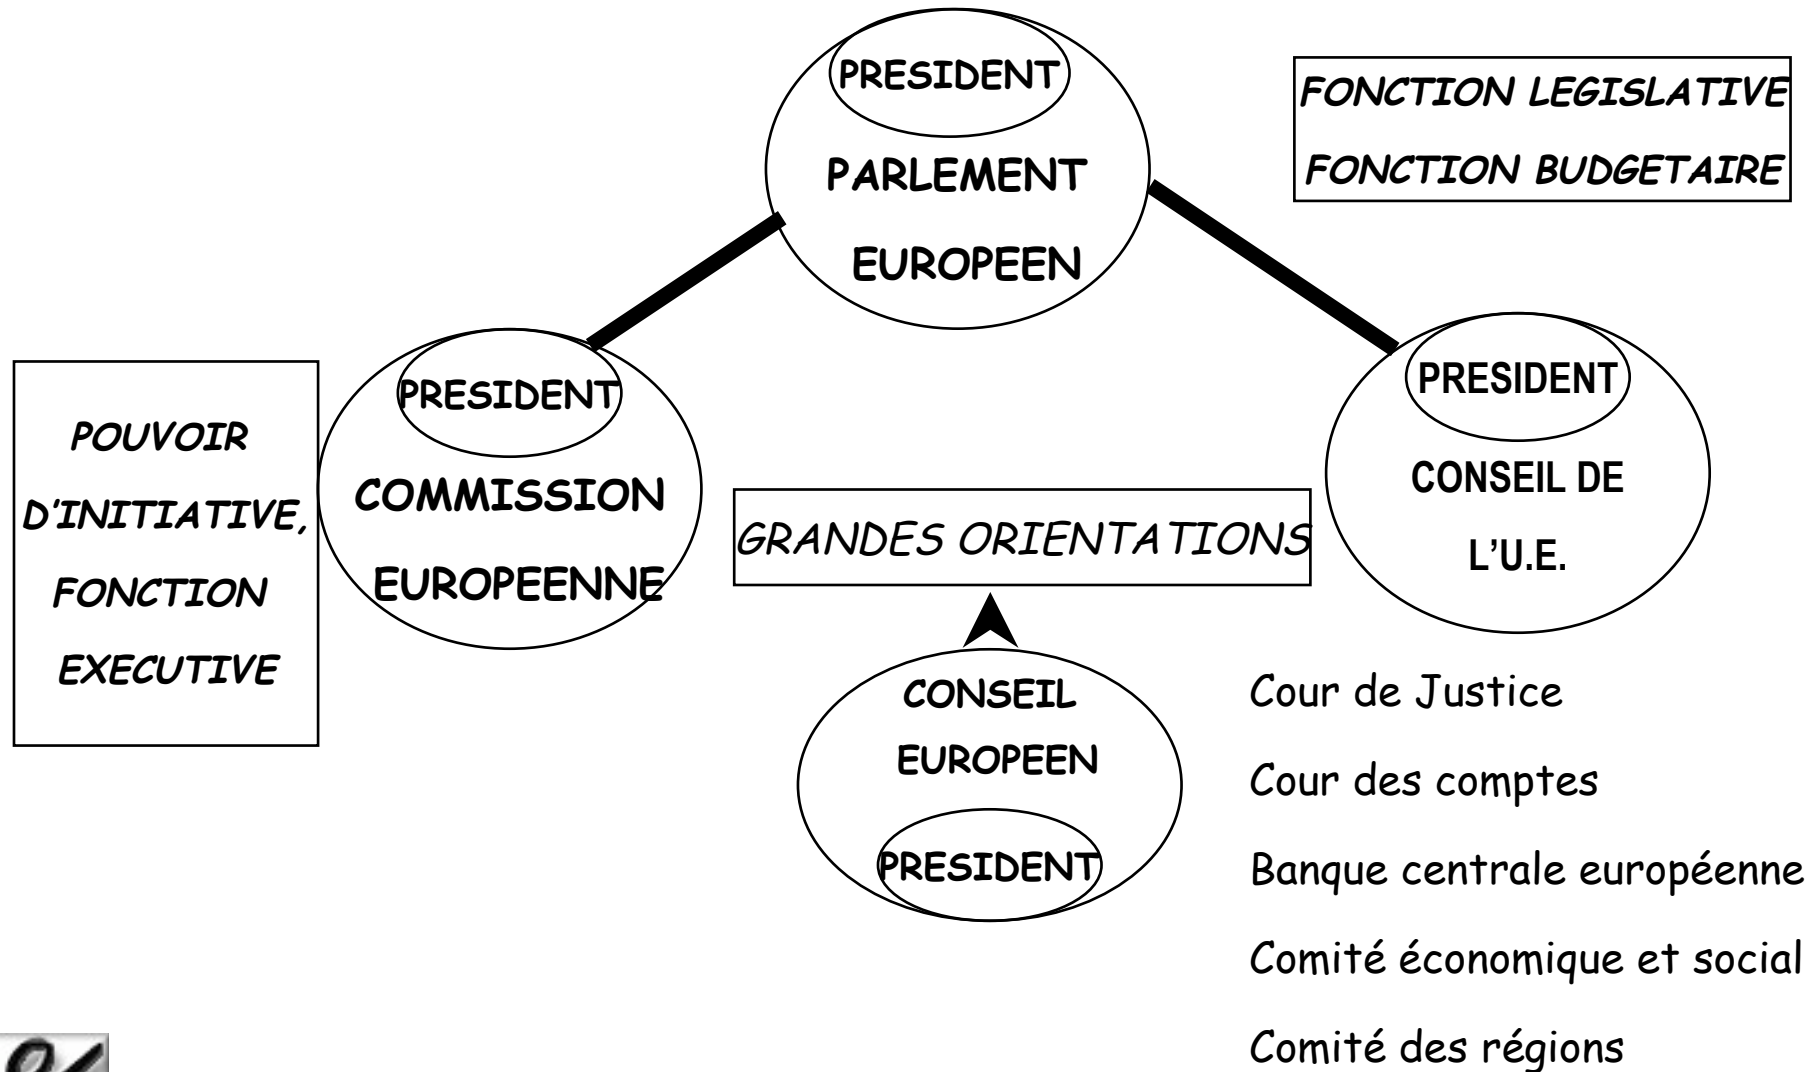 PRESIDENT
PARLEMENT
EUROPEEN
FONCTION LEGISLATIVE
FONCTION BUDGETAIRE
POUVOIR
D'INITIATIVE,
FONCTION
EXECUTIVE
PRESIDENT
COMMISSION
EUROPEENNE
GRANDES ORIENTATIONS
PRESIDENT
CONSEIL DE
L’U.E.
CONSEIL
EUROPEEN
PRESIDENT
Cour de Justice
Cour des comptes
Banque centrale européenne
Comité économique et social
Comité des régions